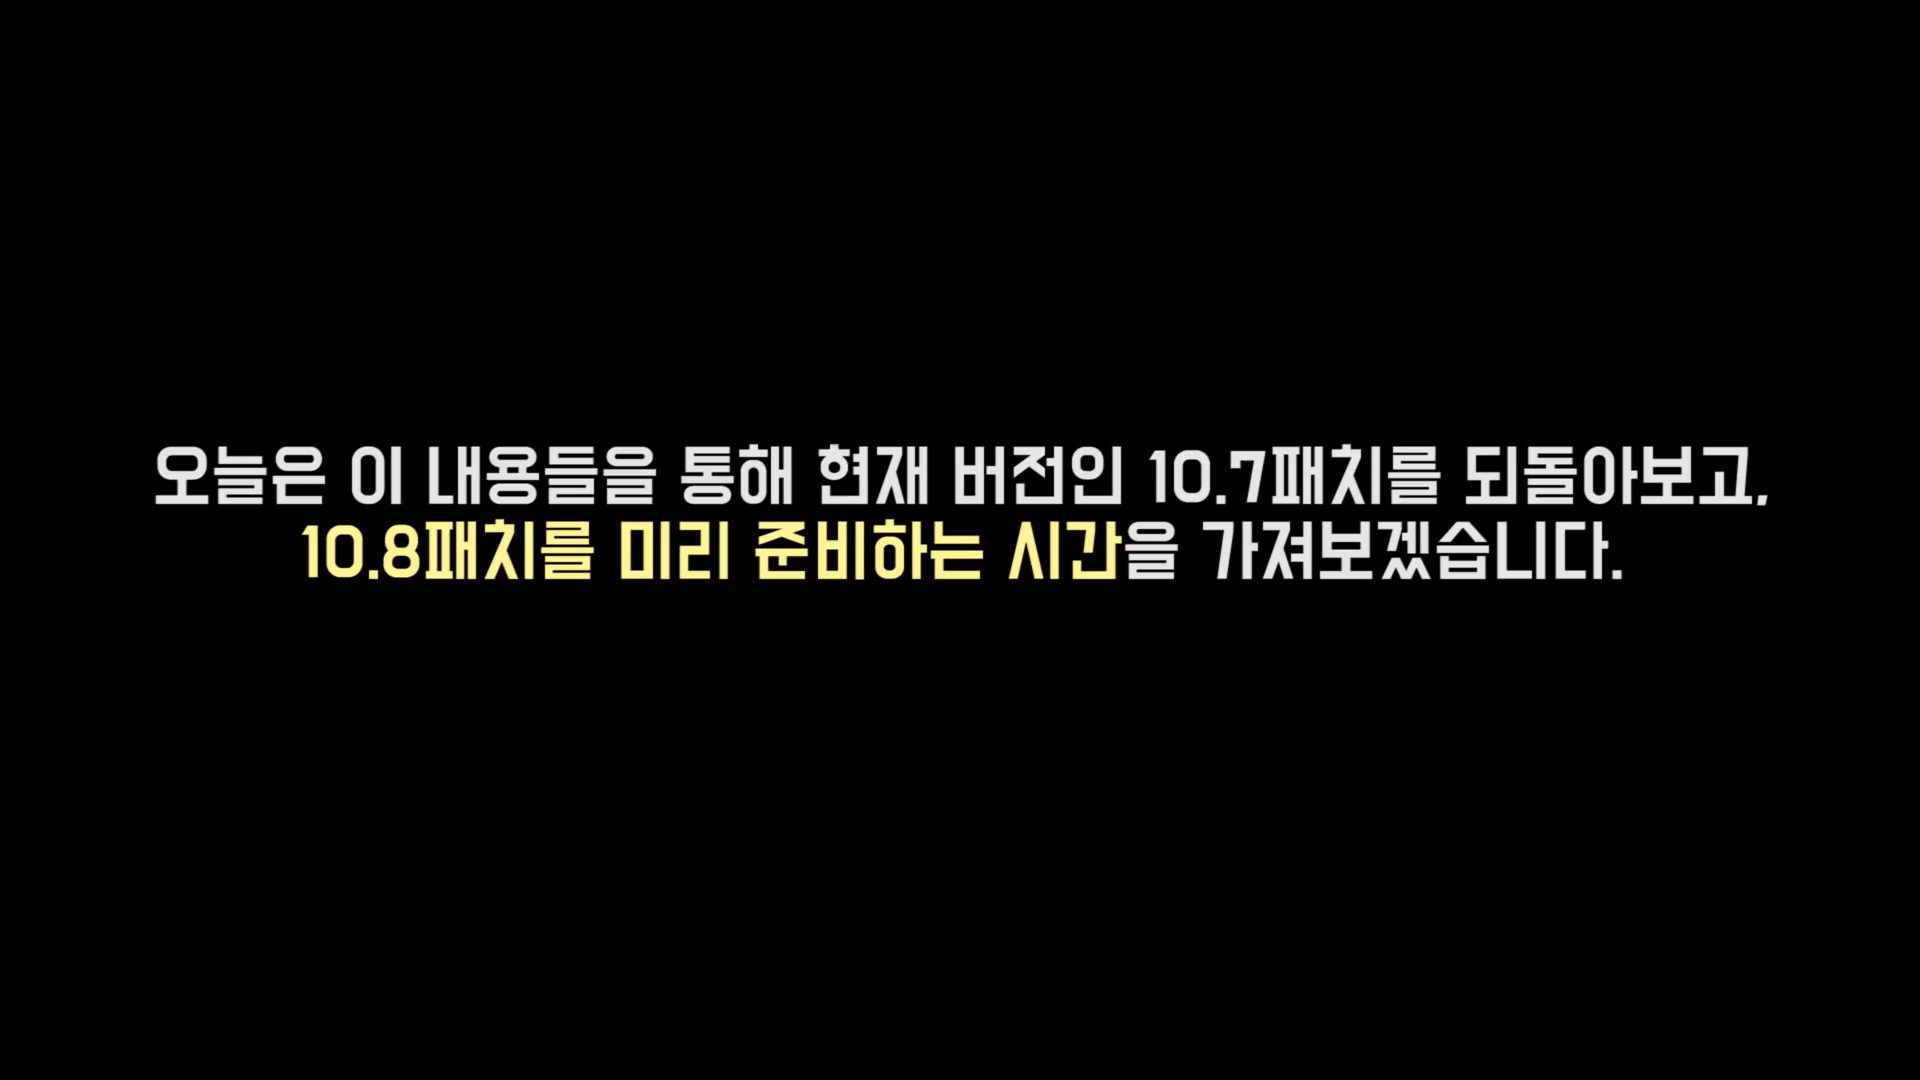 오늘은 이 내용들을 통해 현재 버전인 10.7패치를 되돌아보고,
10.8패치를 미리 준비하는 시간을 가져보겠습니다.